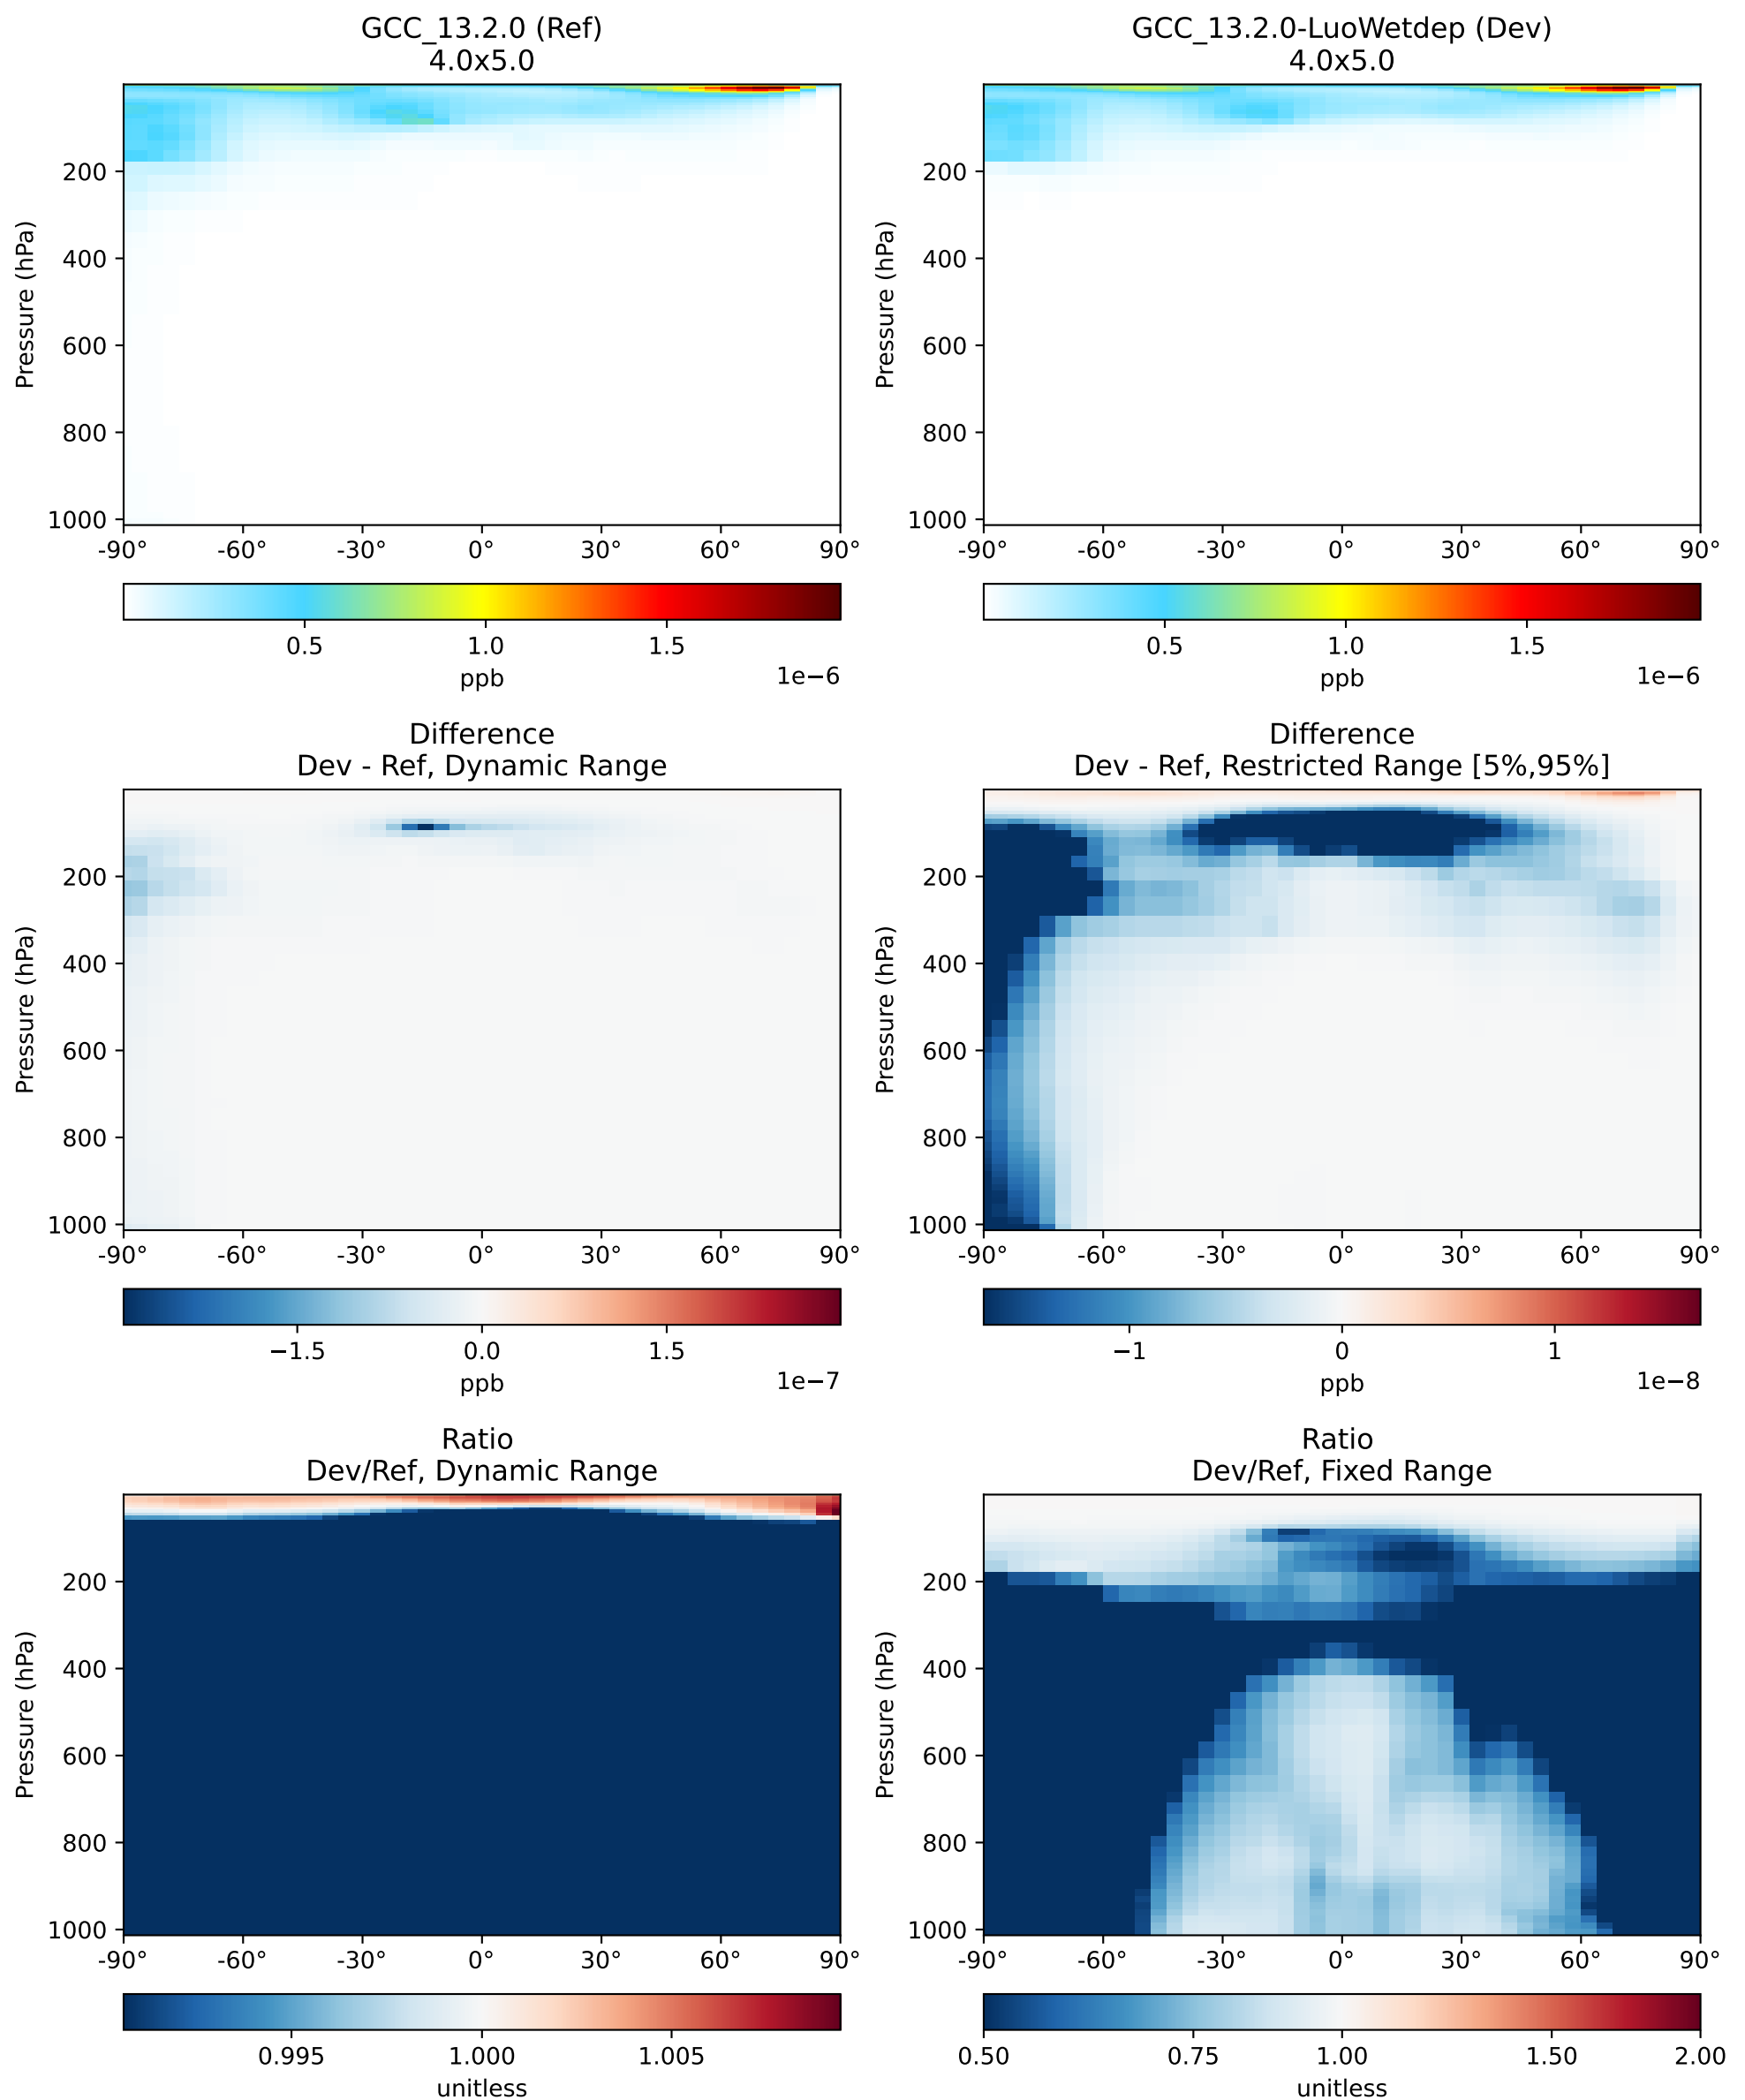 GCC_13.2.0 (Ref)
4.0x5.0
Pressure (hPa)
200
400
600
800
1000
-90° -60° -30° 0° 30° 60° 90°
0.5 1.0 1.5
ppb
1e−6
GCC_13.2.0-LuoWetdep (Dev)
4.0x5.0
Pressure (hPa)
200
400
600
800
1000
-90° -60° -30° 0° 30° 60° 90°
0.5 1.0 1.5
ppb
1e−6
Difference
Dev - Ref, Dynamic Range
Pressure (hPa)
200
400
600
800
1000
-90° -60° -30° 0° 30° 60° 90°
−1.5 0.0 1.5
ppb
1e−7
Difference
Dev - Ref, Restricted Range [5%,95%]
Pressure (hPa)
200
400
600
800
1000
-90° -60° -30° 0° 30° 60° 90°
−1 0 1
ppb
1e−8
Ratio
Dev/Ref, Dynamic Range
Pressure (hPa)
200
400
600
800
1000
-90° -60° -30° 0° 30° 60° 90°
0.995 1.000 1.005
unitless
Ratio
Dev/Ref, Fixed Range
Pressure (hPa)
200
400
600
800
1000
-90° -60° -30° 0° 30° 60° 90°
0.50 0.75 1.00 1.50 2.00
unitless